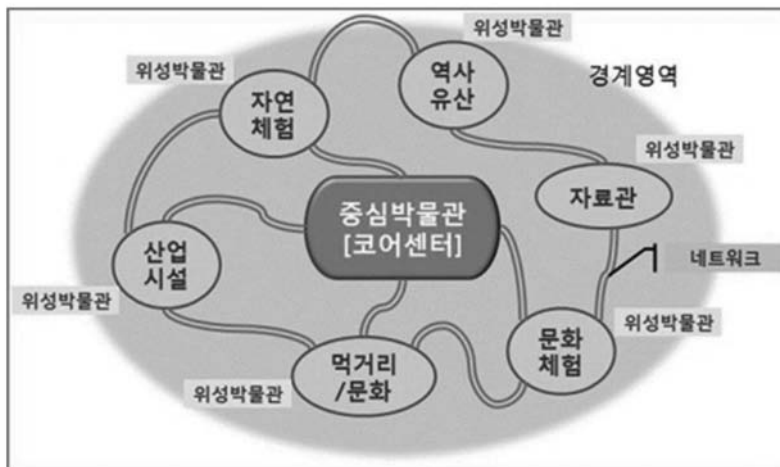 위성박물관
역사
유산
경계영역
위성박물관
자연
체험
위성박물관
자료관
중심박물관
[코어센터]
산업
시설
네트워크
위성박물관
위성박물관
문화
체험
먹거리
/문화
위성박물관